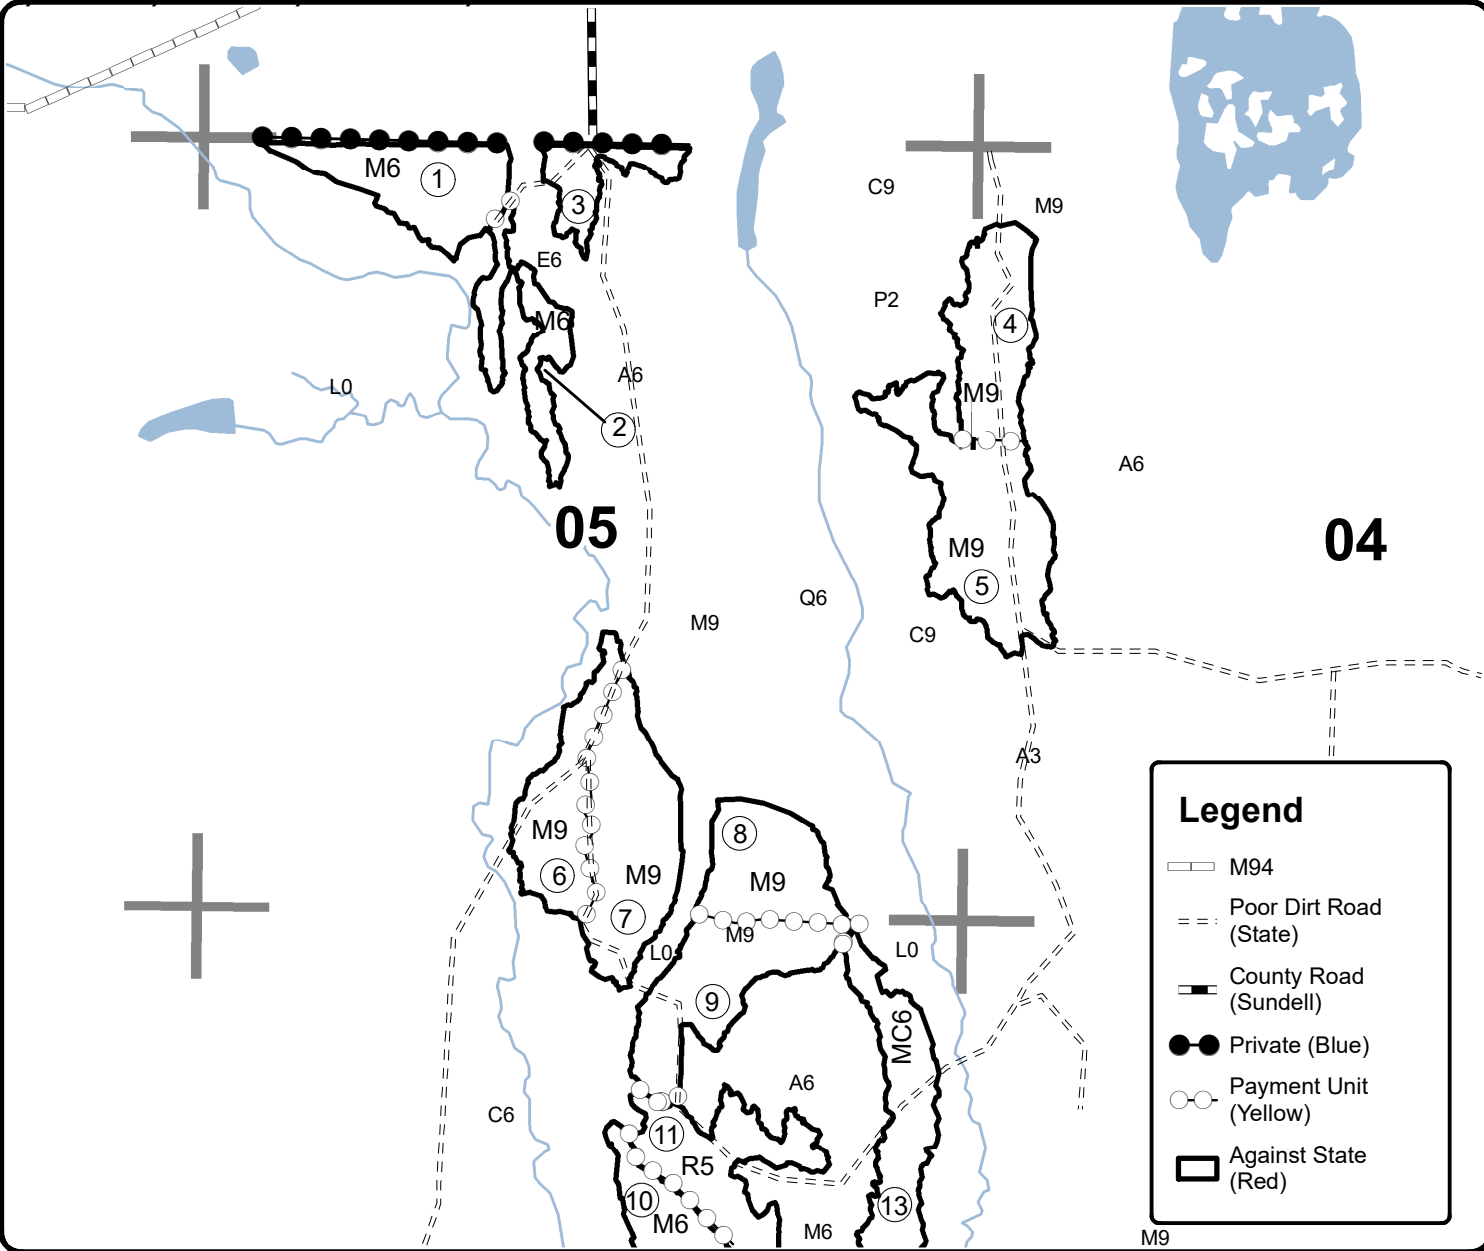 M6
1
3
C9
M9
E6
P2
M6
4
A6
L0
M9
2
A6
05
04
M9
5
Q6
M9
C9
A3
Legend
M94
Poor Dirt Road
(State)
County Road
(Sundell)
Private (Blue)
Payment Unit
(Yellow)
Against State
(Red)
M9
8
6
M9
M9
7
M9
L0
L0
9
MC6
A6
C6
11
R5
10
13
M6
M6
M9